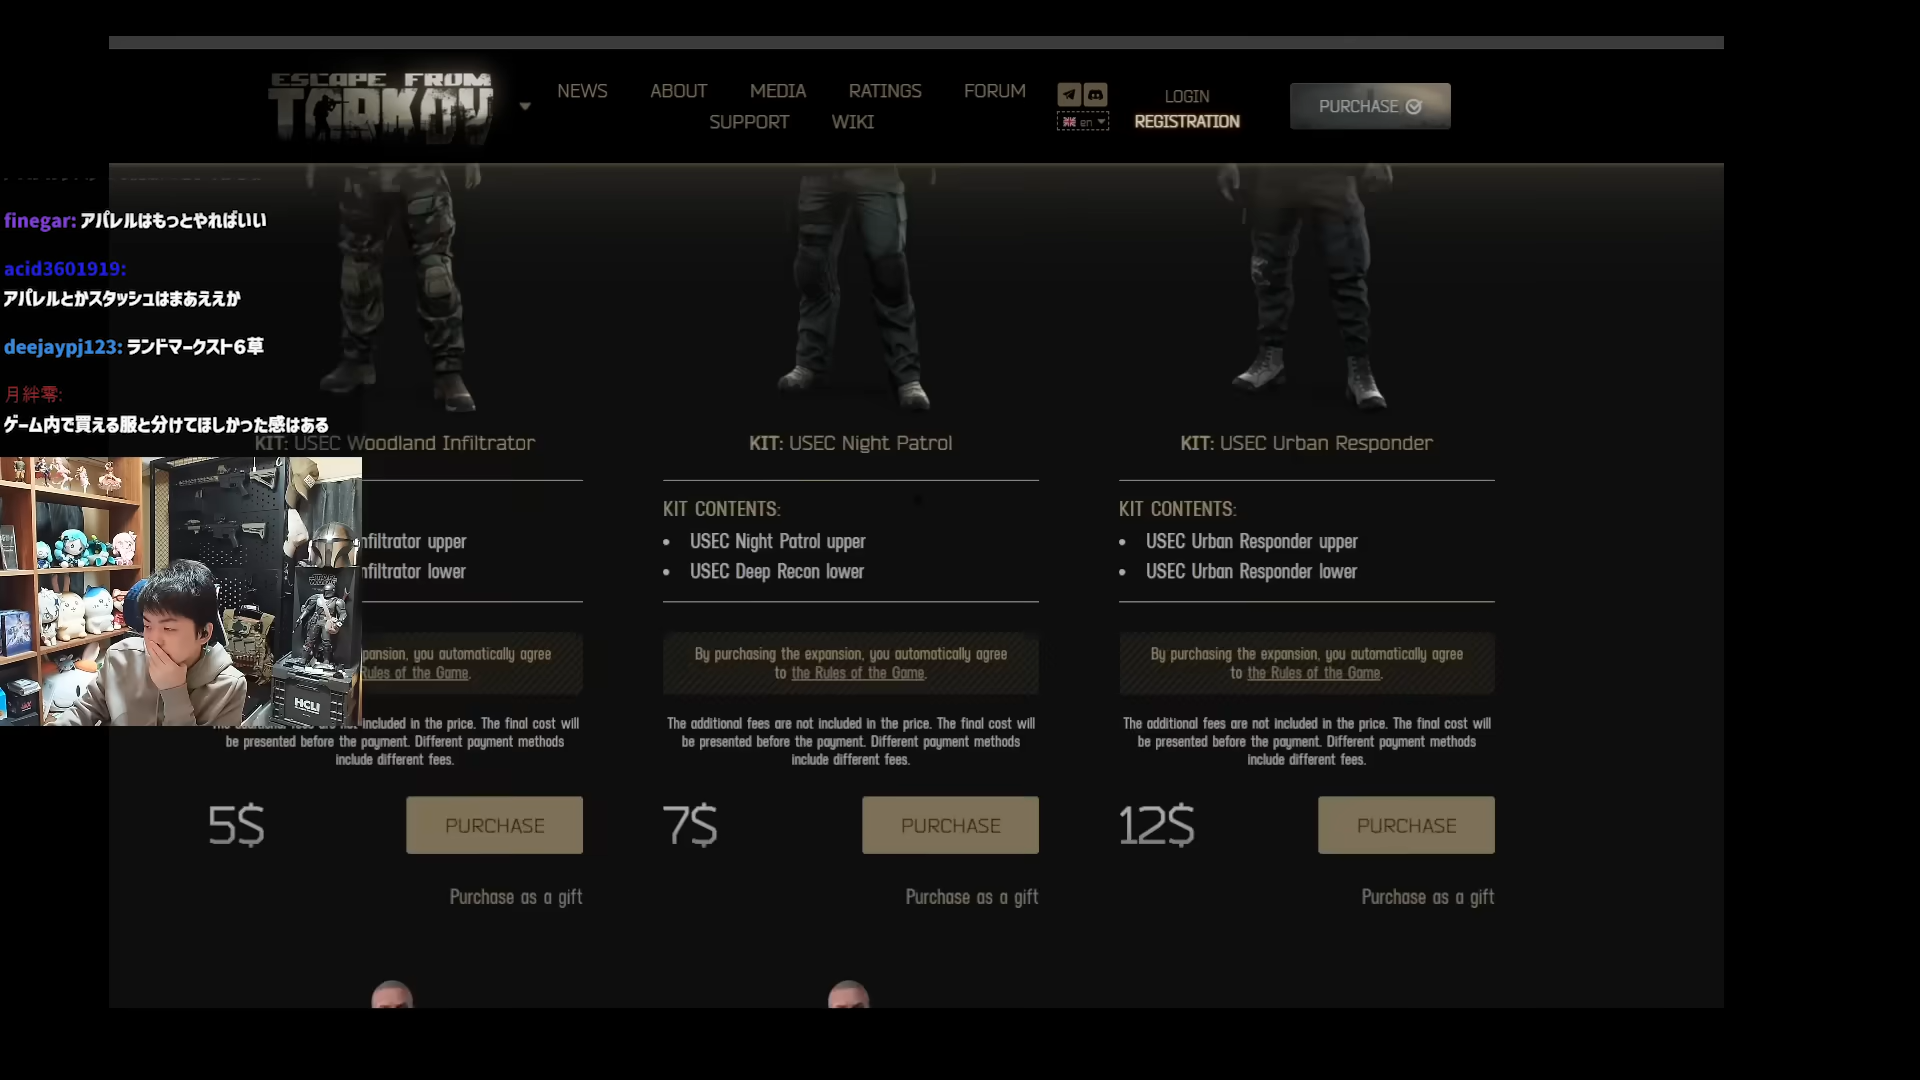 ESCAPE FROM
TARKOV
NEWS
ABOUT
MEDIA
RATINGS
FORUM
SUPPORT
WIKI
en
LOGIN
REGISTRATION
PURCHASE
finegar: アパレルはもっとやればいい
acid3601919:
アパレルとかスタッシュはまあええか
deejaypj123: ランドマークスト6草
月絆零:
ゲーム内で買える服と分けてほしかった感はある
KIT: USEC Woodland Infiltrator
nfiltrator upper
nfiltrator lower
pansion, you automatically agree
Rules of the Game.
included in the price. The final cost will
be presented before the payment. Different payment methods
include different fees.
5$
PURCHASE
Purchase as a gift
KIT: USEC Night Patrol
KIT CONTENTS:
• USEC Night Patrol upper
• USEC Deep Recon lower
By purchasing the expansion, you automatically agree
to the Rules of the Game.
The additional fees are not included in the price. The final cost will
be presented before the payment. Different payment methods
include different fees.
7$
PURCHASE
Purchase as a gift
KIT: USEC Urban Responder
KIT CONTENTS:
• USEC Urban Responder upper
• USEC Urban Responder lower
By purchasing the expansion, you automatically agree
to the Rules of the Game.
The additional fees are not included in the price. The final cost will
be presented before the payment. Different payment methods
include different fees.
12$
PURCHASE
Purchase as a gift
HCLI